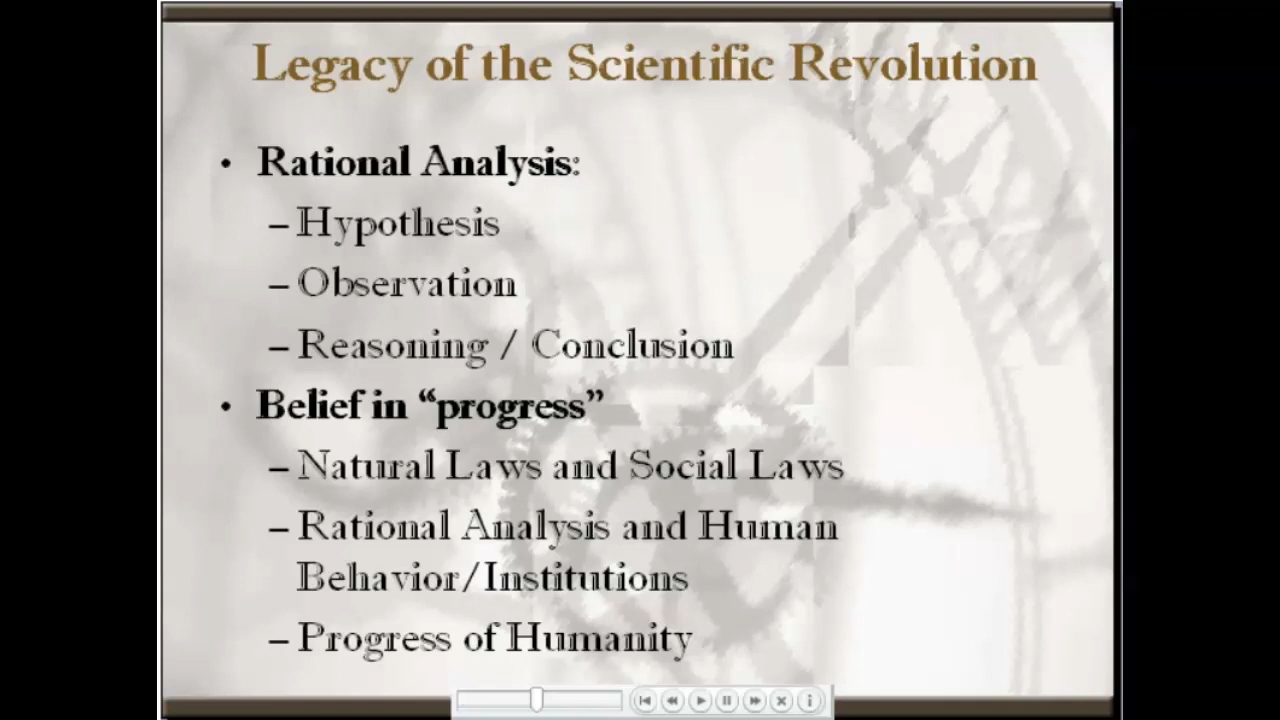 Legacy of the Scientific Revolution
• Rational Analysis:
– Hypothesis
– Observation
– Reasoning / Conclusion
• Belief in “progress”
– Natural Laws and Social Laws
– Rational Analysis and Human
Behavior/Institutions
– Progress of Humanity